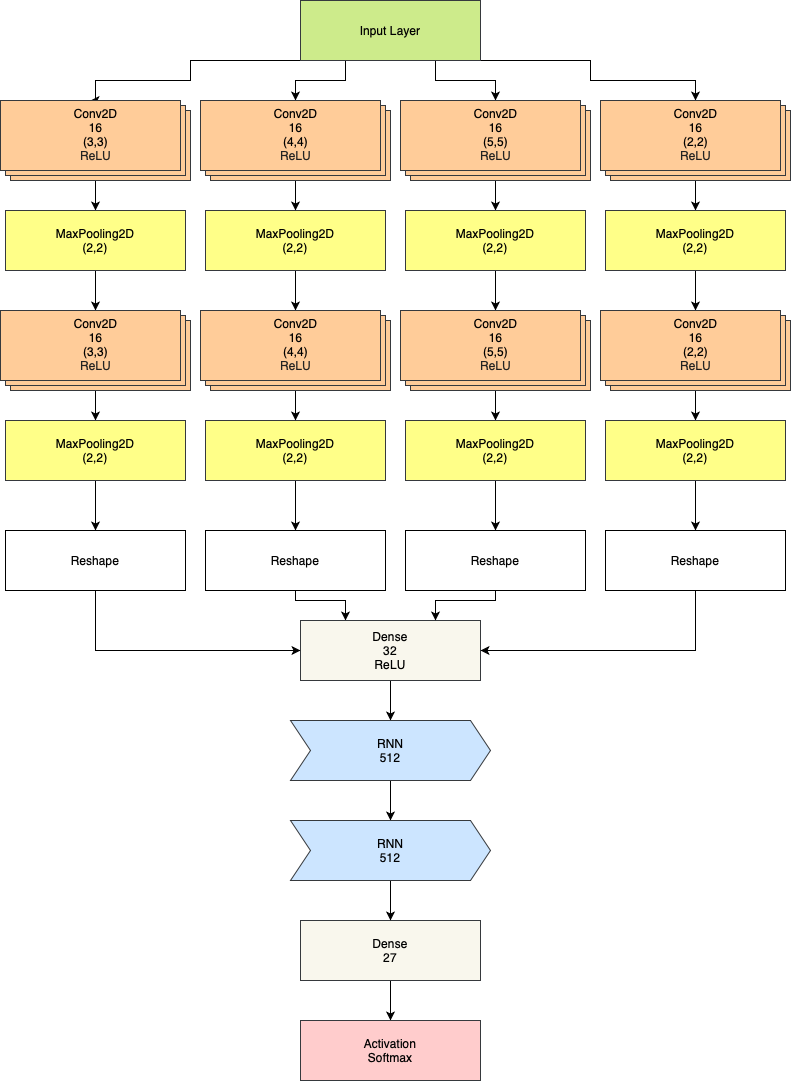 Input Layer
Conv2D
16
(3,3)
ReLU
Conv2D
16
(4,4)
ReLU
Conv2D
16
(5,5)
ReLU
Conv2D
16
(2,2)
ReLU
MaxPooling2D
(2,2)
MaxPooling2D
(2,2)
MaxPooling2D
(2,2)
MaxPooling2D
(2,2)
Conv2D
16
(3,3)
ReLU
Conv2D
16
(4,4)
ReLU
Conv2D
16
(5,5)
ReLU
Conv2D
16
(2,2)
ReLU
MaxPooling2D
(2,2)
MaxPooling2D
(2,2)
MaxPooling2D
(2,2)
MaxPooling2D
(2,2)
Reshape
Reshape
Reshape
Reshape
Dense
32
ReLU
RNN
512
RNN
512
Dense
27
Activation
Softmax